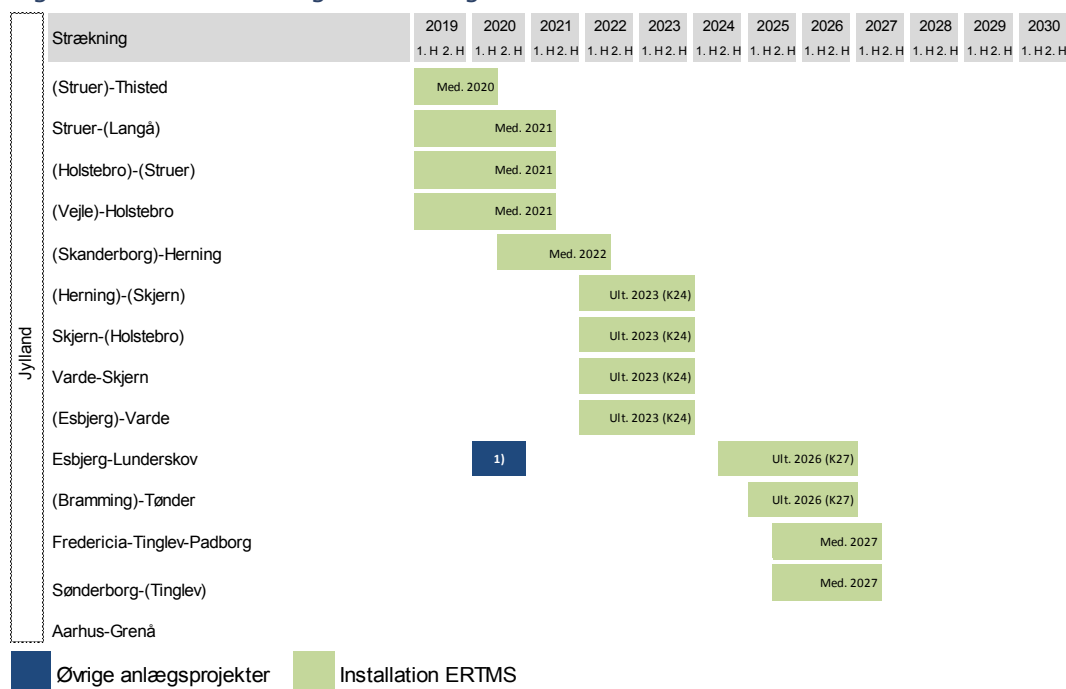 Strækning 2019 2020 2021 2022 2023 2024 2025 2026 2027 2028 2029 2030
1. H 2. H 1. H 2. H 1. H 2. H 1. H 2. H 1. H 2. H 1. H 2. H 1. H 2. H 1. H 2. H 1. H 2. H 1. H 2. H 1. H 2. H 1. H 2. H
Jylland
(Struer)-Thisted Med. 2020
Struer-(Langå) Med. 2021
(Holstebro)-(Struer) Med. 2021
(Vejle)-Holstebro Med. 2021
(Skanderborg)-Herning Med. 2022
(Herning)-(Skjern) Ult. 2023 (K24)
Skjern-(Holstebro) Ult. 2023 (K24)
Varde-Skjern Ult. 2023 (K24)
(Esbjerg)-Varde Ult. 2023 (K24)
Esbjerg-Lunderskov 1) Ult. 2026 (K27)
(Bramming)-Tønder Ult. 2026 (K27)
Fredericia-Tinglev-Padborg Med. 2027
Sønderborg-(Tinglev) Med. 2027
Aarhus-Grenå
Øvrige anlægsprojekter Installation ERTMS